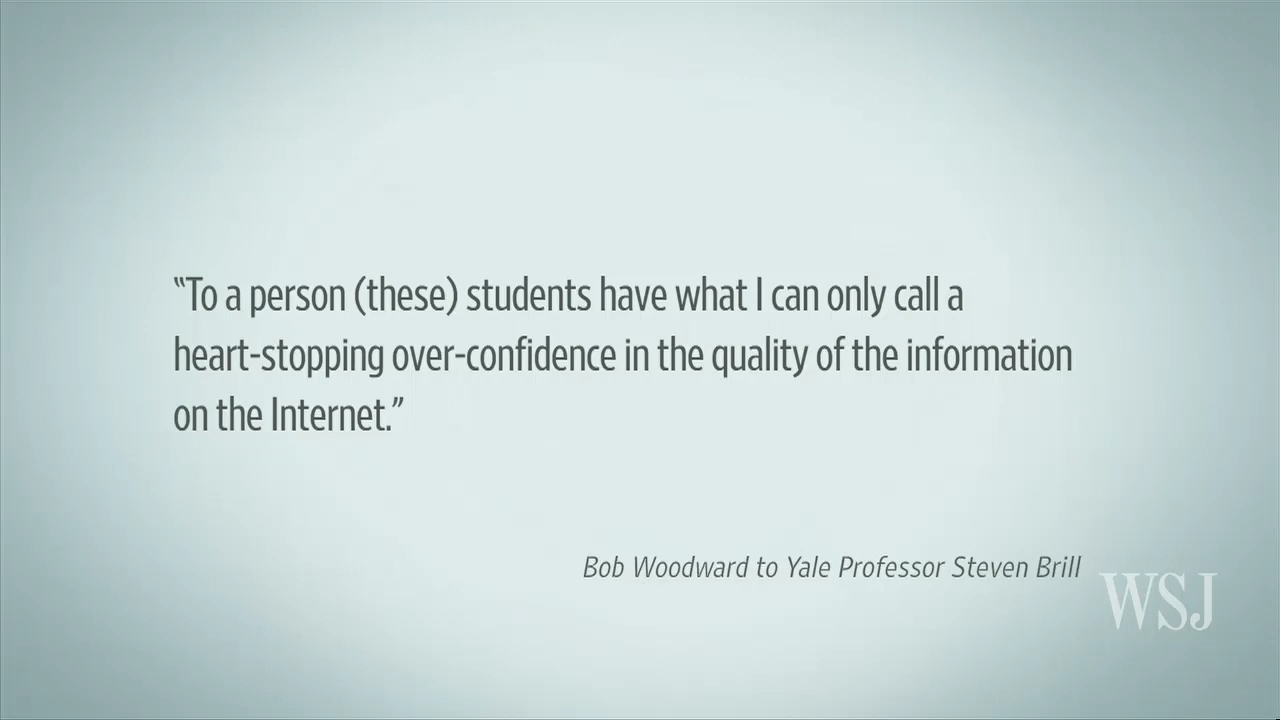 “To a person (these) students have what I can only call a
heart-stopping over-confidence in the quality of the information
on the Internet.”
Bob Woodward to Yale Professor Steven Brill
WSJ